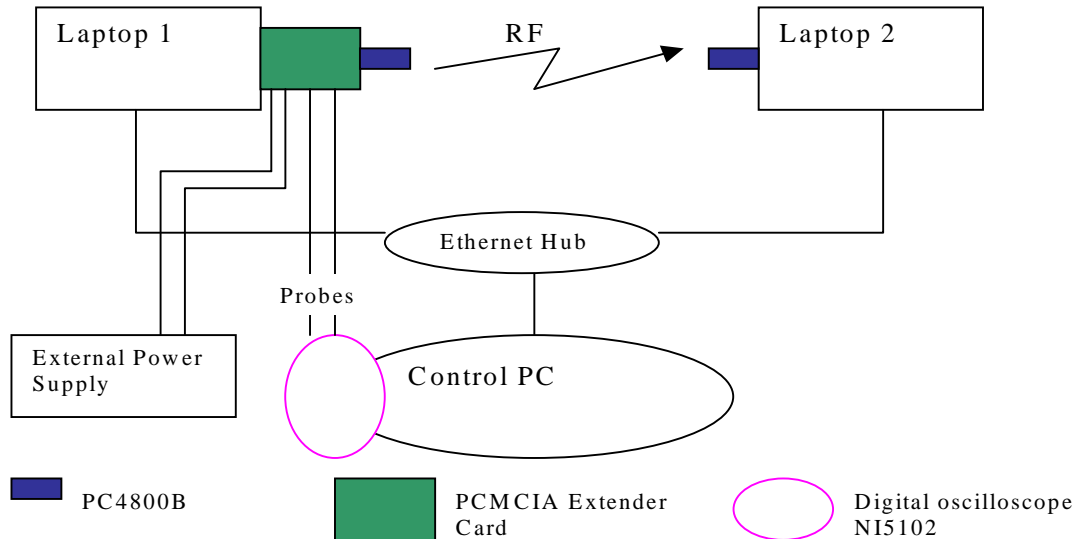 Laptop 1
RF
Laptop 2
Ethernet Hub
Probes
External Power
Supply
Control PC
PC4800B
PCMCIA Extender
Card
Digital oscilloscope
NI5102